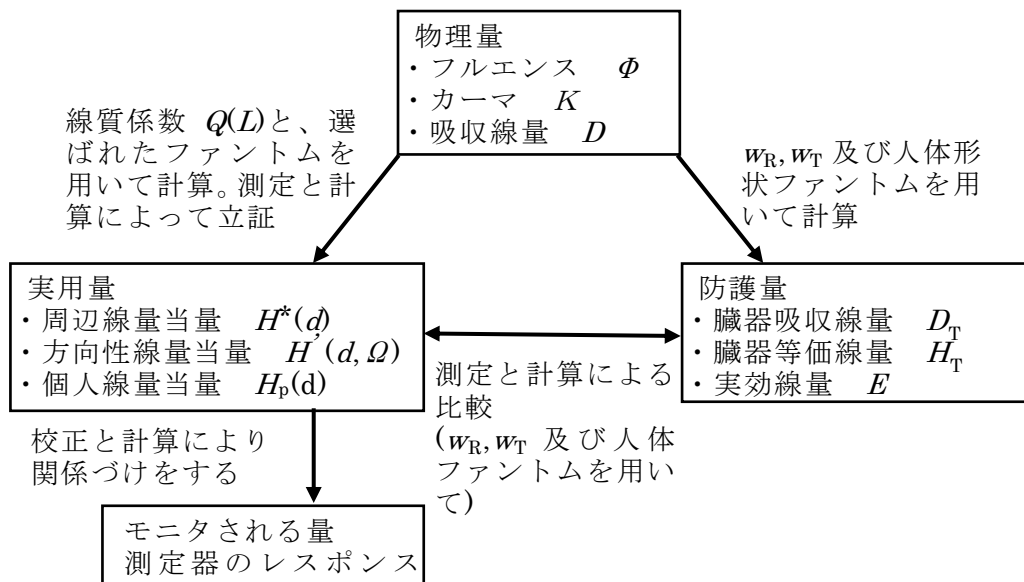 物理量
・フルエンス Φ
・カーマ K
・吸収線量 D
線質係数 Q(L)と、選
ばれたファントムを
用いて計算。測定と計
算によって立証
wR, wT 及び人体形
状ファントムを用
いて計算
実用量
・周辺線量当量 H*(d)
・方向性線量当量 H’(d, Ω)
・個人線量当量 Hp(d)
防護量
・臓器吸収線量 DT
・臓器等価線量 HT
・実効線量 E
測定と計算による
比較
(wR, wT 及び人体
ファントムを用い
て)
校正と計算により
関係づけをする
モニタされる量
測定器のレスポンス